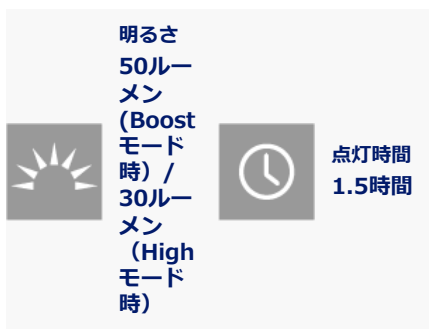 明るさ
50ルー
メン
(Boost
モード
時）/
30ルー
メン
（High
モード
時）
点灯時間
1.5時間